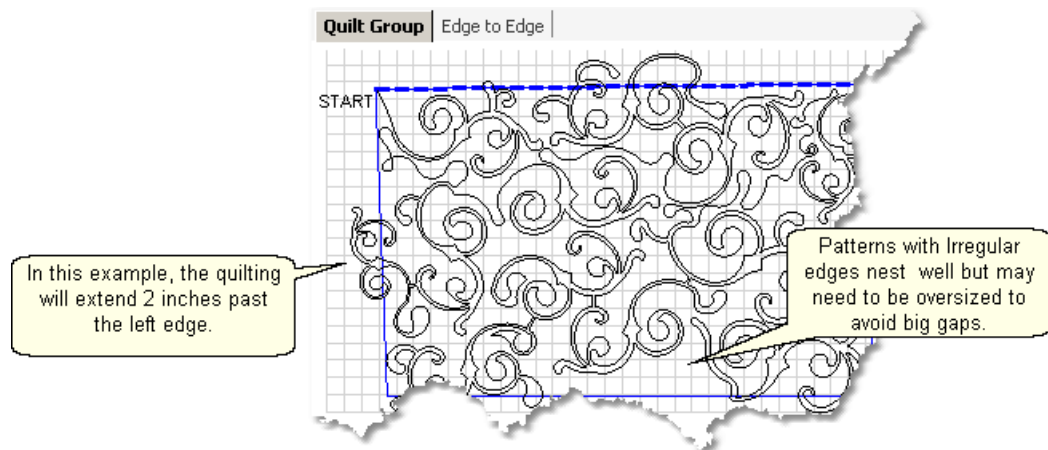 Quilt Group Edge to Edge
START
In this example, the quilting
will extend 2 inches past
the left edge.
Patterns with Irregular
edges nest well but may
need to be oversized to
avoid big gaps.